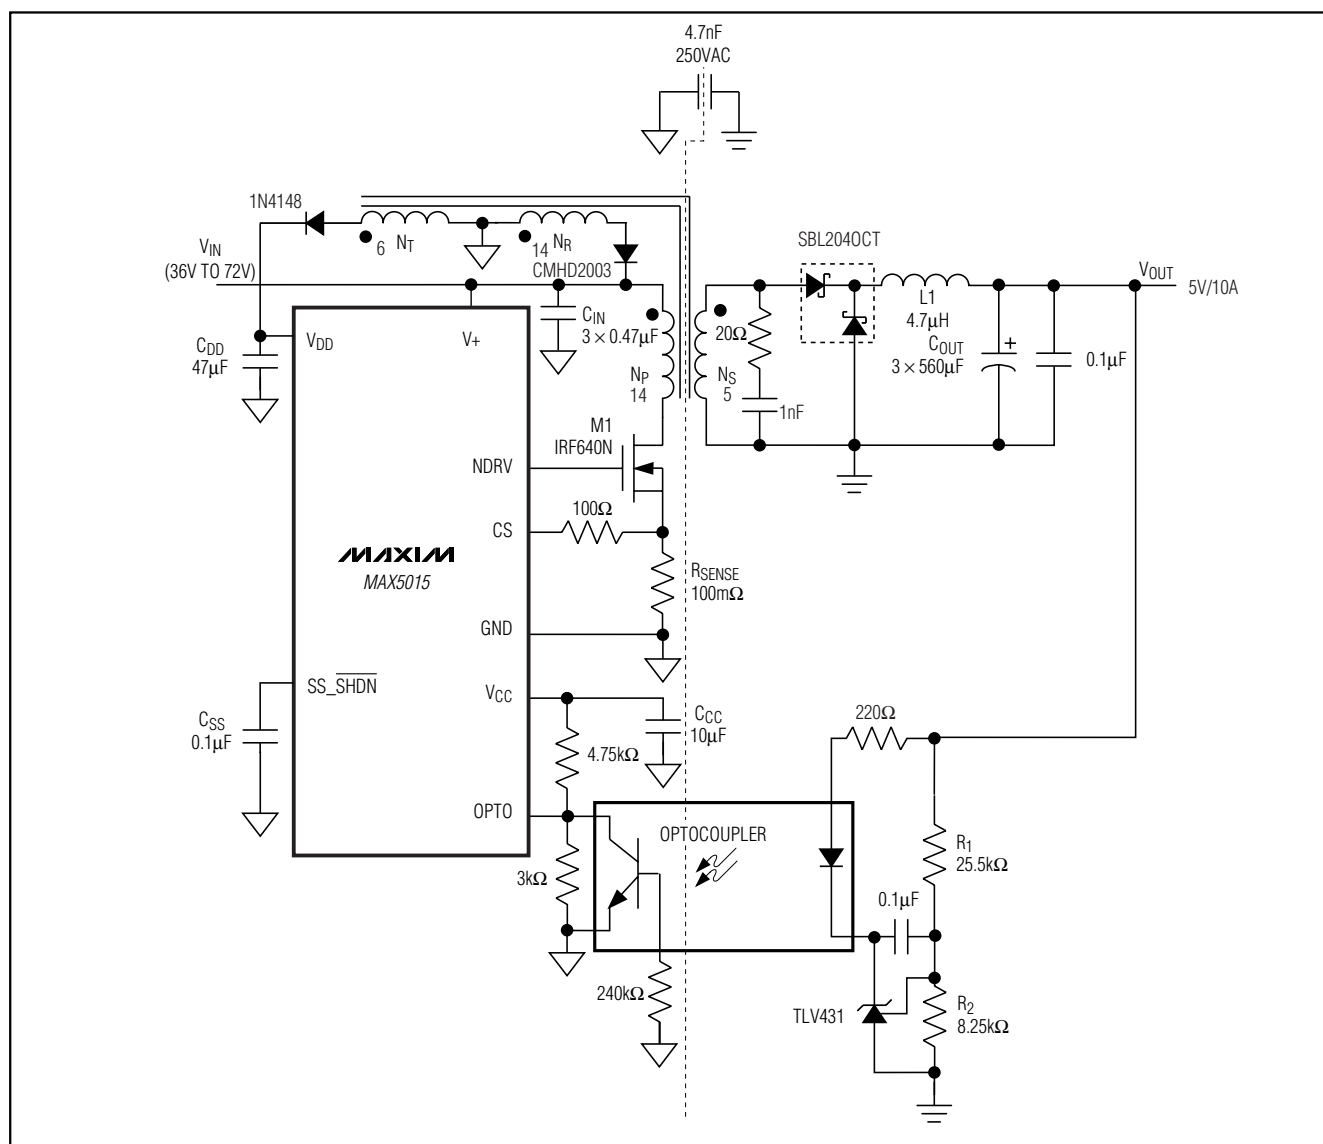 4.7nF
250VAC
1N4148
6 NT
14 NR
CMHD2003
VIN
(36V TO 72V)
SBL204OCT
VOUT
5V/10A
L1
4.7µH
VDD
V+
CIN
3 × 0.47µF
20Ω
COUT
3 × 560µF
+
0.1µF
CDD
47µF
NP
14
NS
5
1nF
M1
IRF640N
NDRV
100Ω
CS
MAXIM
MAX5015
RSENSE
100mΩ
GND
SS_SHDN
VCC
CSS
0.1µF
CCC
10µF
220Ω
4.75kΩ
OPTO
OPTOCOUPLER
R1
25.5kΩ
3kΩ
0.1µF
240kΩ
TLV431
R2
8.25kΩ